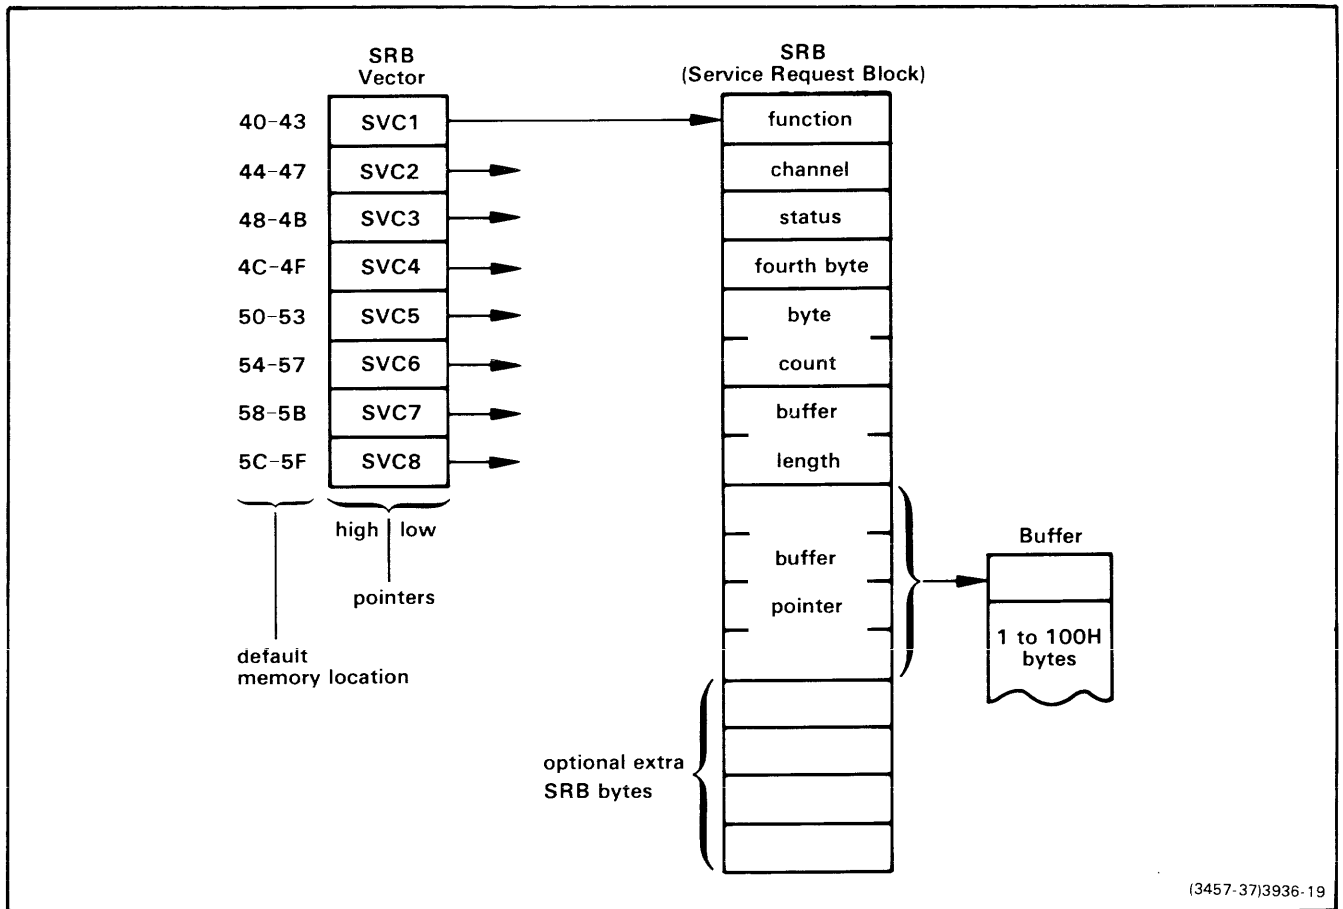 SRB
Vector
40-43 SVC1
44-47 SVC2
48-4B SVC3
4C-4F SVC4
50-53 SVC5
54-57 SVC6
58-5B SVC7
5C-5F SVC8
high low
pointers
default
memory location
SRB
(Service Request Block)
function
channel
status
fourth byte
byte
count
buffer
length
buffer
pointer
optional extra
SRB bytes
Buffer
1 to 100H
bytes
(3457-37)3936-19